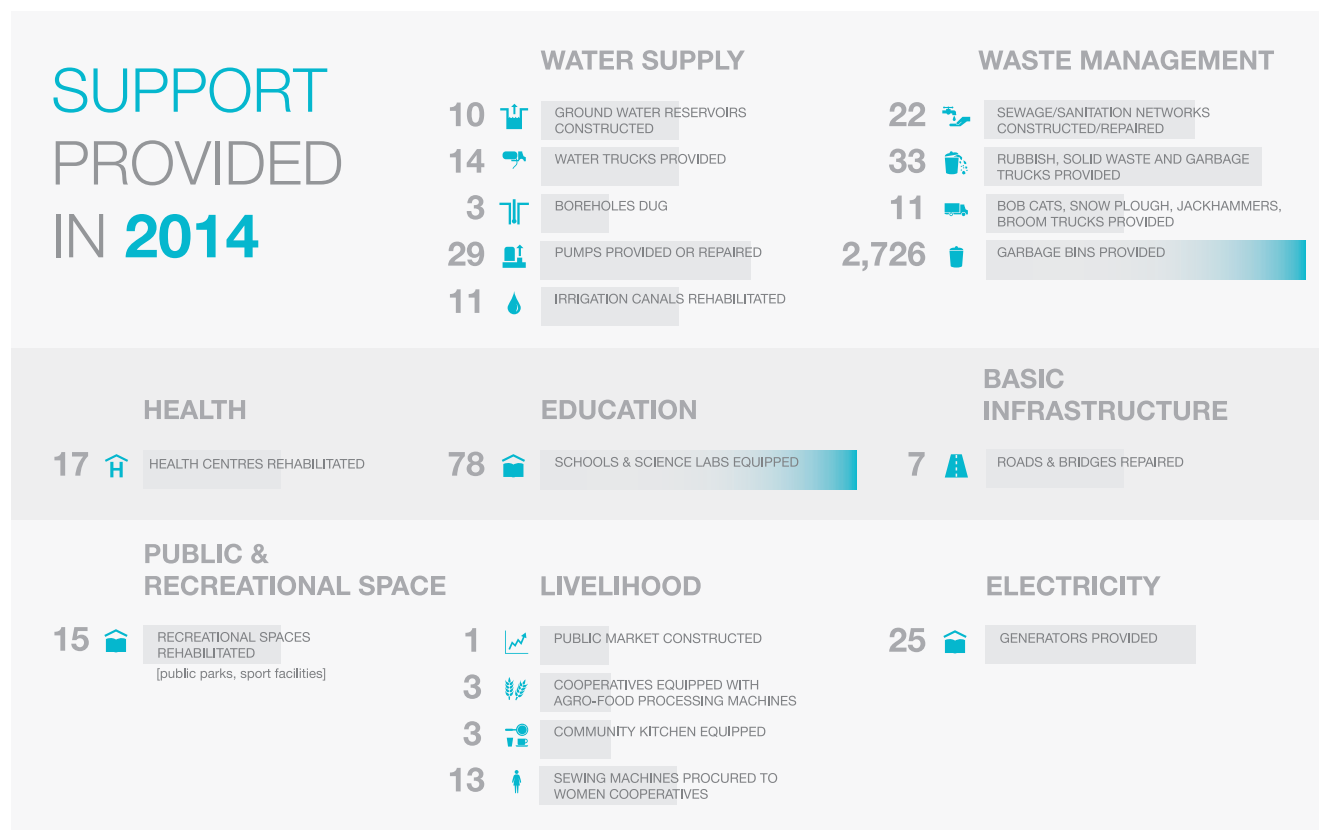 SUPPORT
PROVIDED
IN 2014
WATER SUPPLY
10 GROUND WATER RESERVOIRS
CONSTRUCTED
14 WATER TRUCKS PROVIDED
3 BOREHOLES DUG
29 PUMPS PROVIDED OR REPAIRED
11 IRRIGATION CANALS REHABILITATED
WASTE MANAGEMENT
22 SEWAGE/SANITATION NETWORKS
CONSTRUCTED/REPAIRED
33 RUBBISH, SOLID WASTE AND GARBAGE
TRUCKS PROVIDED
11 BOB CATS, SNOW PLOUGH, JACKHAMMERS,
BROOM TRUCKS PROVIDED
2,726 GARBAGE BINS PROVIDED
HEALTH
17 H HEALTH CENTRES REHABILITATED
EDUCATION
78 SCHOOLS & SCIENCE LABS EQUIPPED
BASIC
INFRASTRUCTURE
7 ROADS & BRIDGES REPAIRED
PUBLIC &
RECREATIONAL SPACE
15 RECREATIONAL SPACES
REHABILITATED
[public parks, sport facilities]
LIVELIHOOD
1 PUBLIC MARKET CONSTRUCTED
3 COOPERATIVES EQUIPPED WITH
AGRO-FOOD PROCESSING MACHINES
3 COMMUNITY KITCHEN EQUIPPED
13 SEWING MACHINES PROCURED TO
WOMEN COOPERATIVES
ELECTRICITY
25 GENERATORS PROVIDED